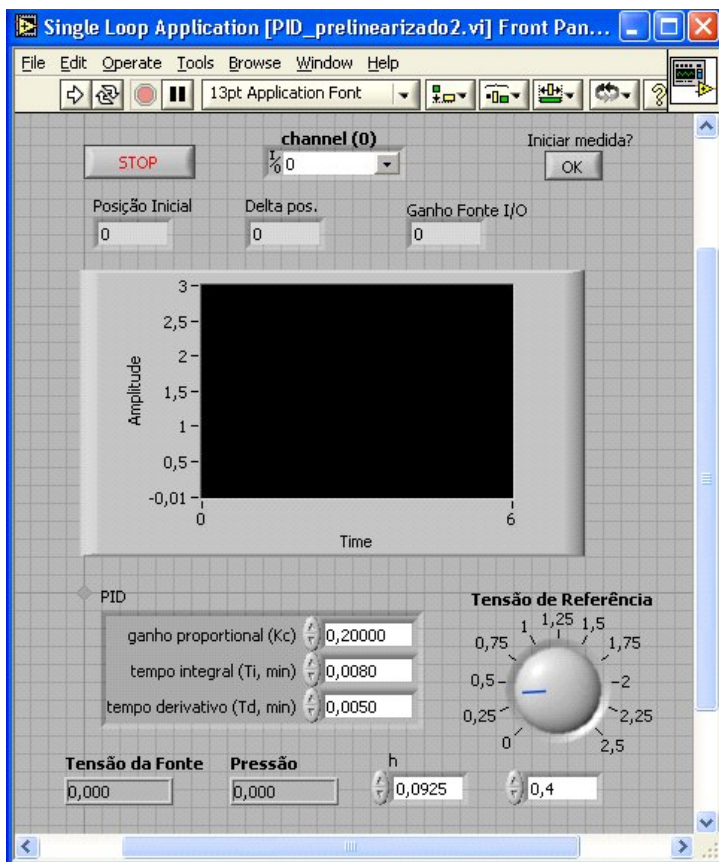 Single Loop Application [PID_prelinearizado2.vi] Front Pan...
File Edit Operate Tools Browse Window Help
13pt Application Font
?
STOP
channel (0)
I/O 0
Iniciar medida?
OK
Posição Inicial
0
Delta pos.
0
Ganho Fonte I/O
0
3
2,5
2
1,5
1
0,5
-0,01
Amplitude
0
6
Time
PID
ganho proportional (Kc) 0,20000
tempo integral (Ti, min) 0,0080
tempo derivativo (Td, min) 0,0050
Tensão de Referência
0
0,25
0,5
0,75
1
1,25
1,5
1,75
2
2,25
2,5
Tensão da Fonte
0,000
Pressão
0,000
h
0,0925
0,4